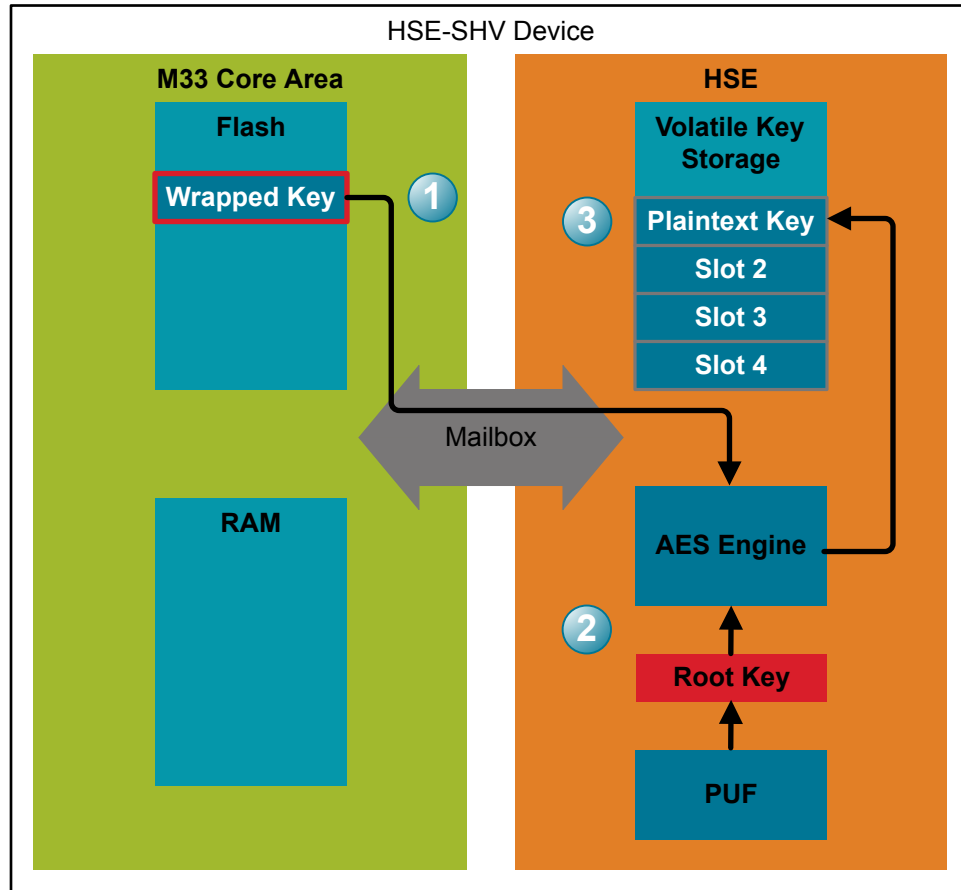 HSE-SHV Device
M33 Core Area
Flash
Wrapped Key
1
RAM
Mailbox
HSE
Volatile Key
Storage
3
Plaintext Key
Slot 2
Slot 3
Slot 4
AES Engine
2
Root Key
PUF